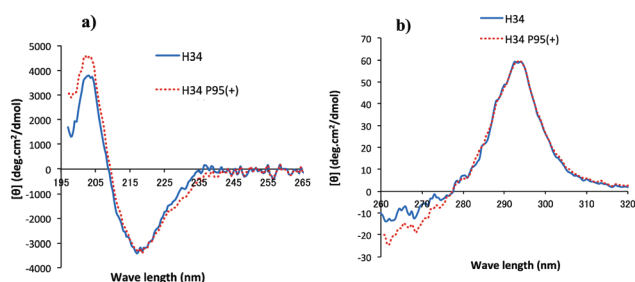 a)
H34
H34 P95(+)
[θ] (deg.cm²/dmol)
5000
4000
3000
2000
1000
0
-1000
-2000
-3000
-4000
195 205 215 225 235 245 255 265
Wave length (nm)
b)
H34
H34 P95(+)
[θ] (deg.cm²/dmol)
70
60
50
40
30
20
10
0
-10
-20
-30
260 270 280 290 300 310 320
Wave length (nm)